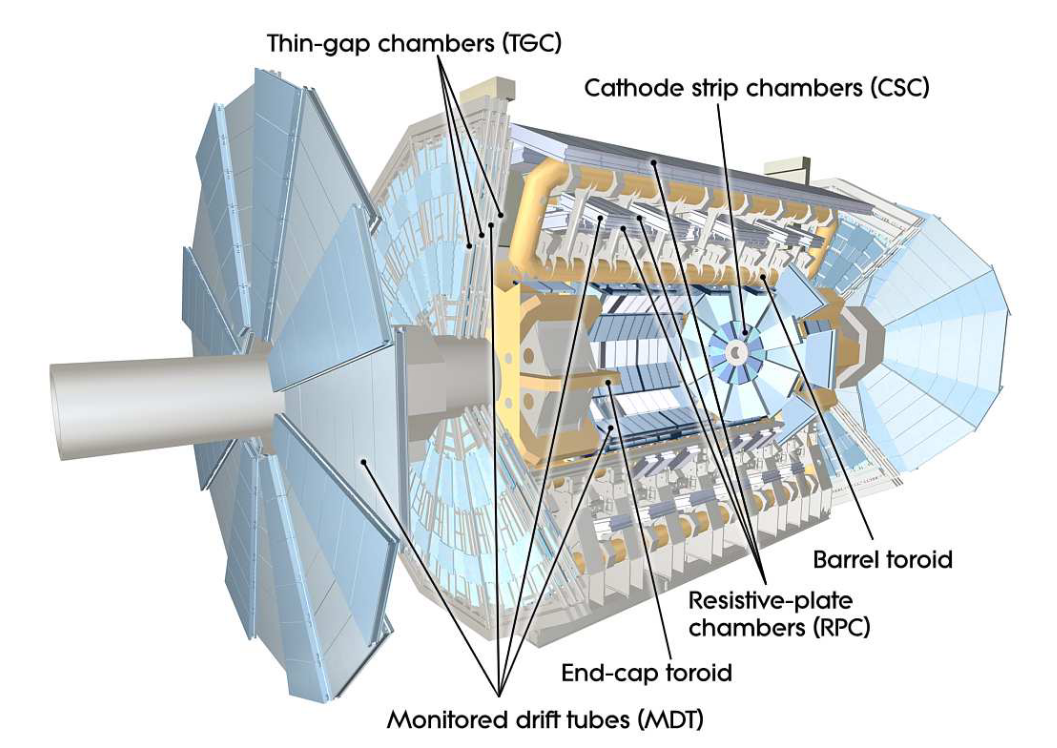 Thin-gap chambers (TGC)
Cathode strip chambers (CSC)
Barrel toroid
Resistive-plate
chambers (RPC)
End-cap toroid
Monitored drift tubes (MDT)